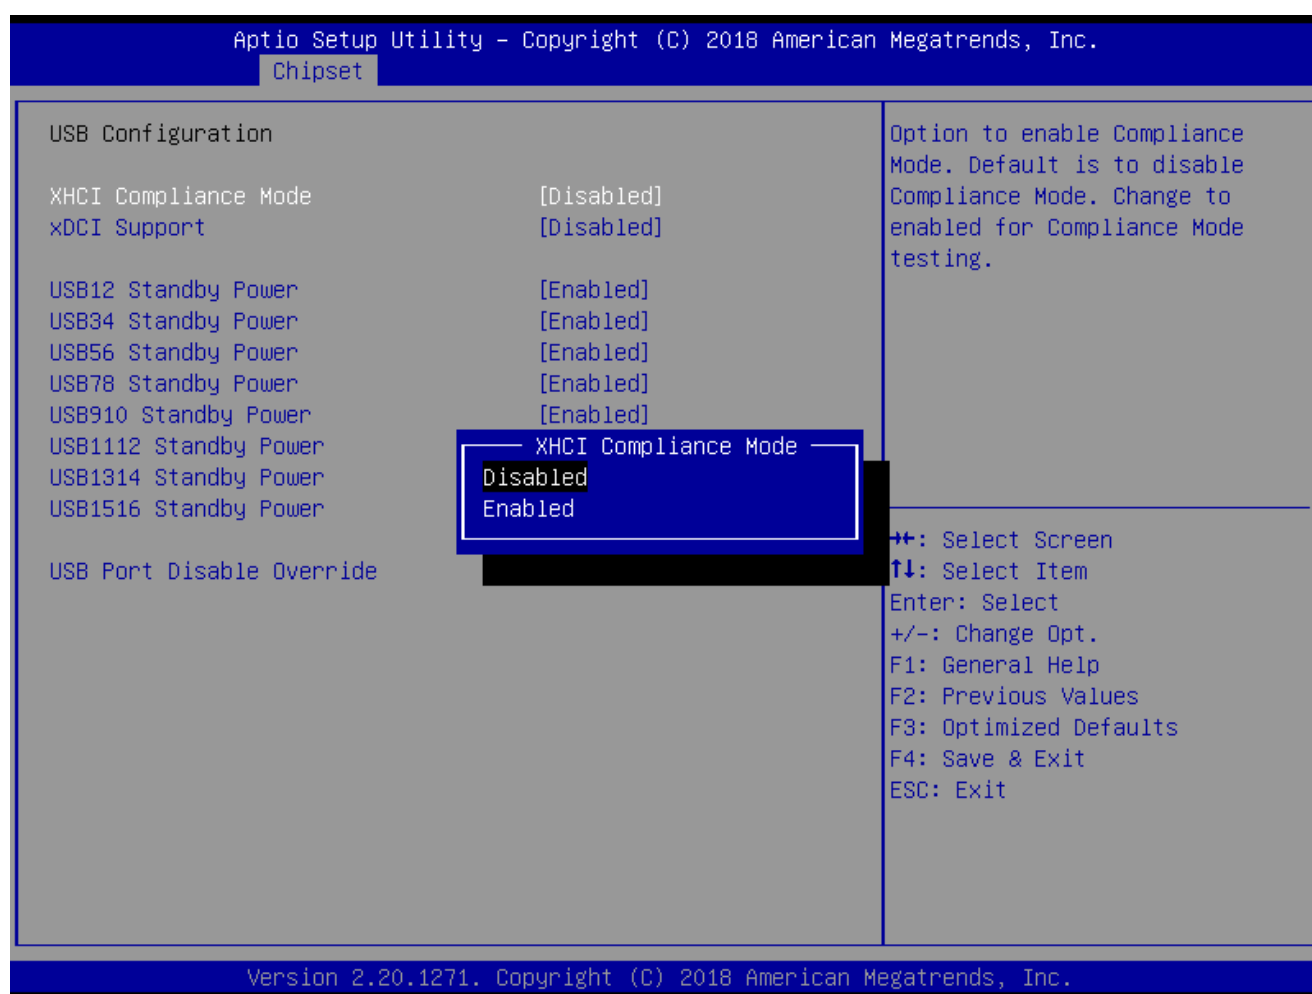 Aptio Setup Utility – Copyright (C) 2018 American Megatrends, Inc.
Chipset
USB Configuration
XHCI Compliance Mode [Disabled]
xDCI Support [Disabled]
USB12 Standby Power [Enabled]
USB34 Standby Power [Enabled]
USB56 Standby Power [Enabled]
USB78 Standby Power [Enabled]
USB910 Standby Power [Enabled]
USB1112 Standby Power
USB1314 Standby Power
USB1516 Standby Power
USB Port Disable Override
XHCI Compliance Mode
Disabled
Enabled
Option to enable Compliance
Mode. Default is to disable
Compliance Mode. Change to
enabled for Compliance Mode
testing.
→←: Select Screen
↑↓: Select Item
Enter: Select
+/-: Change Opt.
F1: General Help
F2: Previous Values
F3: Optimized Defaults
F4: Save & Exit
ESC: Exit
Version 2.20.1271. Copyright (C) 2018 American Megatrends, Inc.